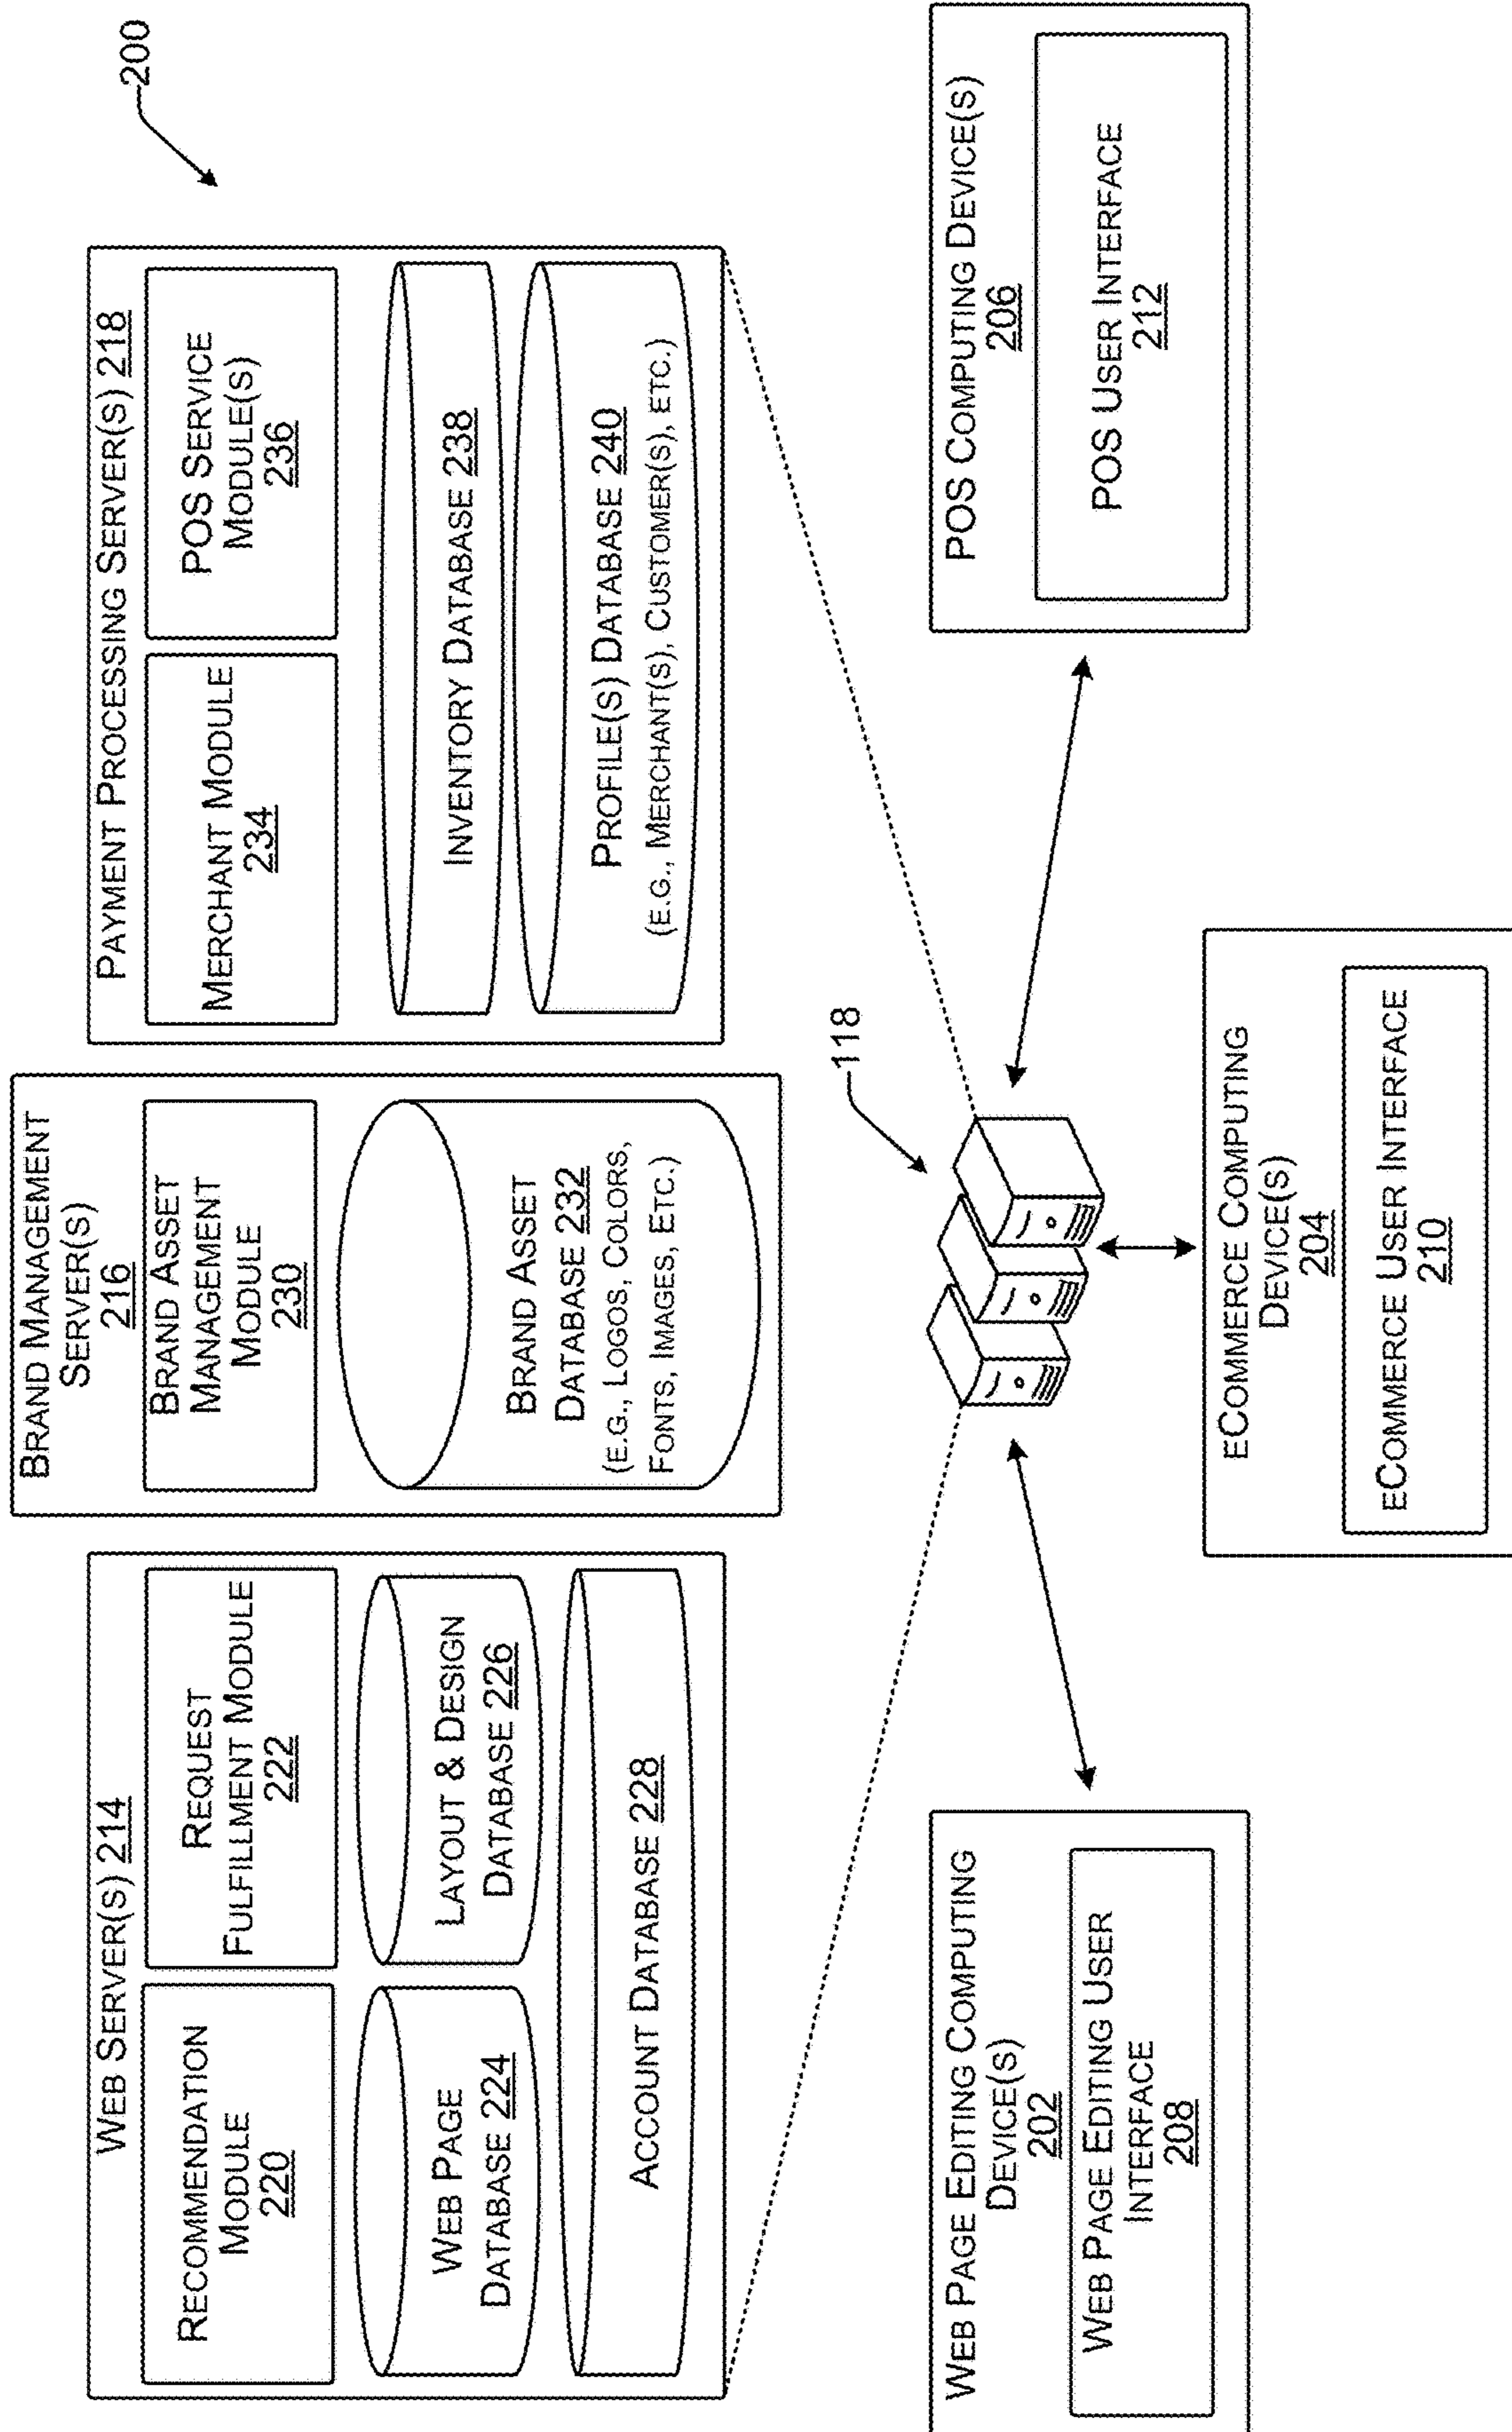 200
WEB SERVER(S) 214
RECOMMENDATION
MODULE
220
REQUEST
FULFILLMENT MODULE
222
WEB PAGE
DATABASE 224
LAYOUT & DESIGN
DATABASE 226
ACCOUNT DATABASE 228
BRAND MANAGEMENT
SERVER(S)
216
BRAND ASSET
MANAGEMENT
MODULE
230
BRAND ASSET
DATABASE 232
(E.G., LOGOS, COLORS,
FONTS, IMAGES, ETC.)
PAYMENT PROCESSING SERVER(S) 218
MERCHANT MODULE
234
POS SERVICE
MODULE(S)
236
INVENTORY DATABASE 238
PROFILE(S) DATABASE 240
(E.G., MERCHANT(S), CUSTOMER(S), ETC.)
118
WEB PAGE EDITING COMPUTING
DEVICE(S)
202
WEB PAGE EDITING USER
INTERFACE
208
eCOMMERCE COMPUTING
DEVICE(S)
204
eCOMMERCE USER INTERFACE
210
POS COMPUTING DEVICE(S)
206
POS USER INTERFACE
212